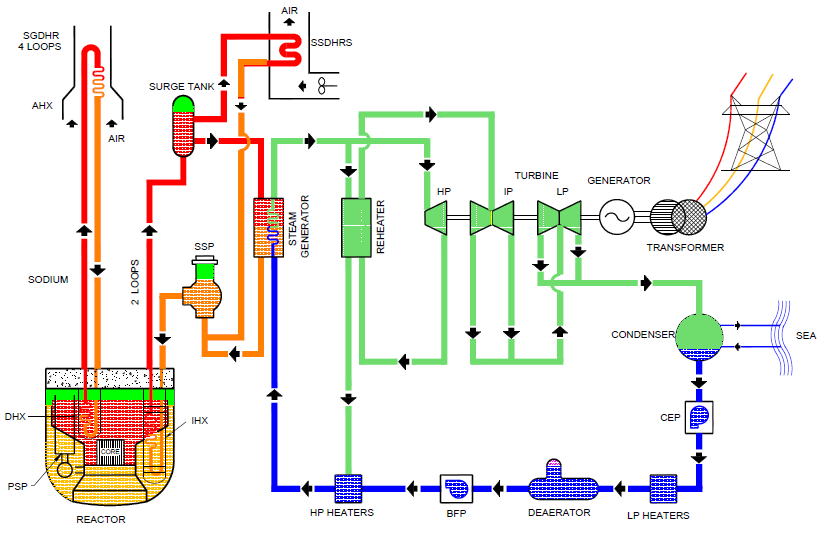 AIR
SGDHR
4 LOOPS
SSDHRS
SURGE TANK
AHX
AIR
TURBINE
GENERATOR
HP
IP
LP
STEAM
GENERATOR
REHEATER
TRANSFORMER
SSP
SODIUM
2 LOOPS
CONDENSER
SEA
DHX
IHX
CEP
CORE
PSP
REACTOR
HP HEATERS
BFP
DEAERATOR
LP HEATERS